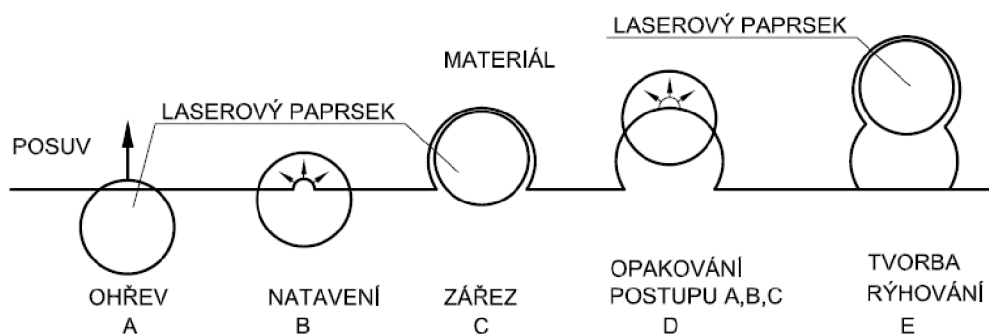 LASEROVÝ PAPRSEK
MATERIÁL
LASEROVÝ PAPRSEK
POSUV
OHŘEV
A
NATAVENÍ
B
ZÁŘEZ
C
OPAKOVÁNÍ
POSTUPU A,B,C
D
TVORBA
RÝHOVÁNÍ
E